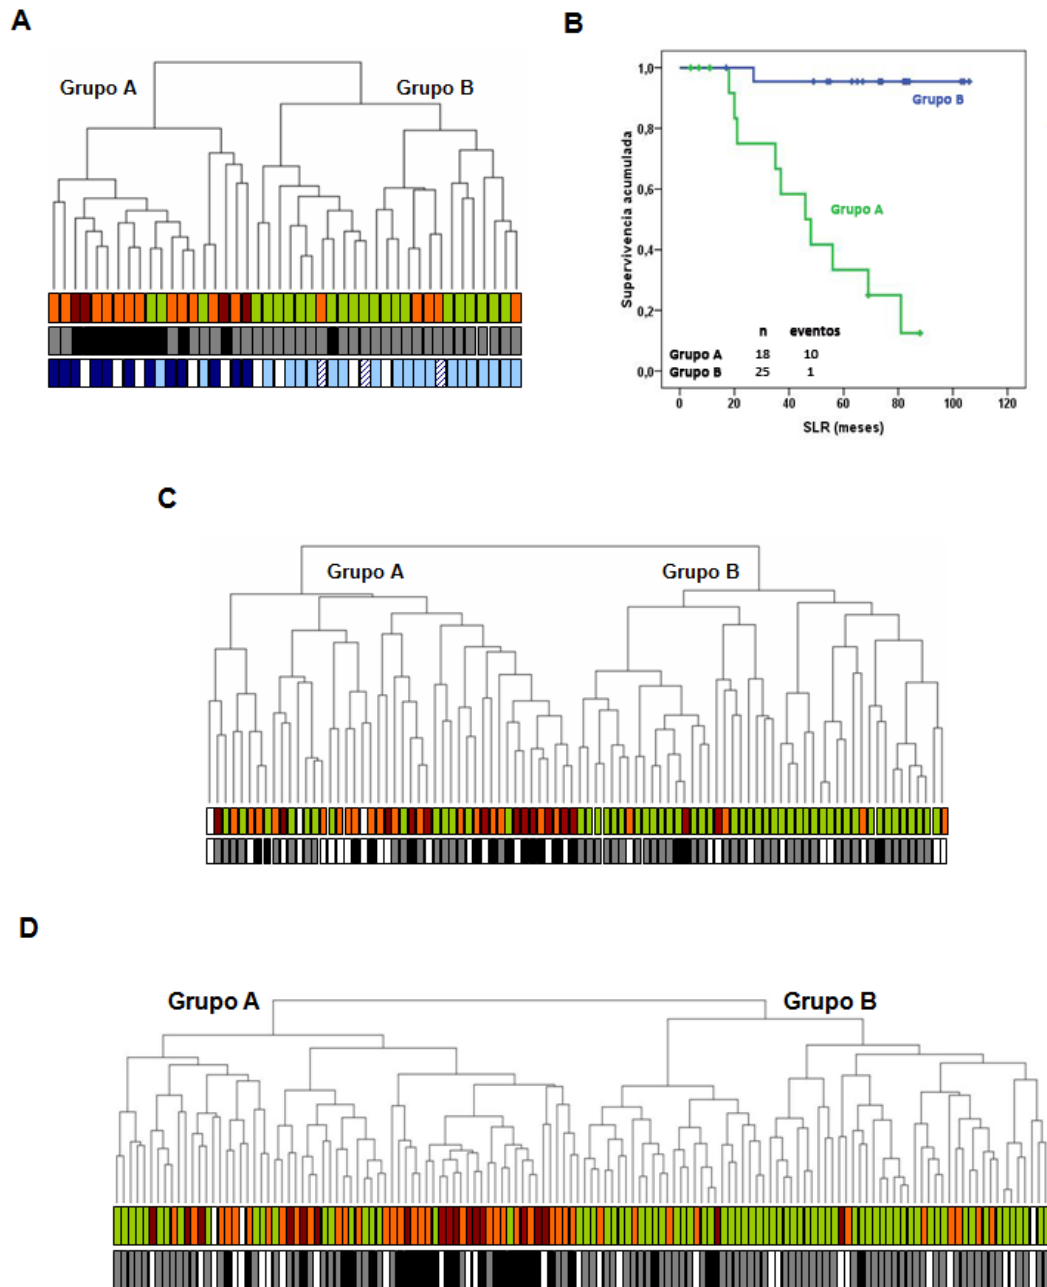 A
Grupo A
Grupo B
B
1,0
0,8
0,6
0,4
0,2
0,0
Supervivencia acumulada
Grupo B
Grupo A
n eventos
Grupo A 18 10
Grupo B 25 1
0 20 40 60 80 100 120
SLR (meses)
C
Grupo A
Grupo B
D
Grupo A
Grupo B